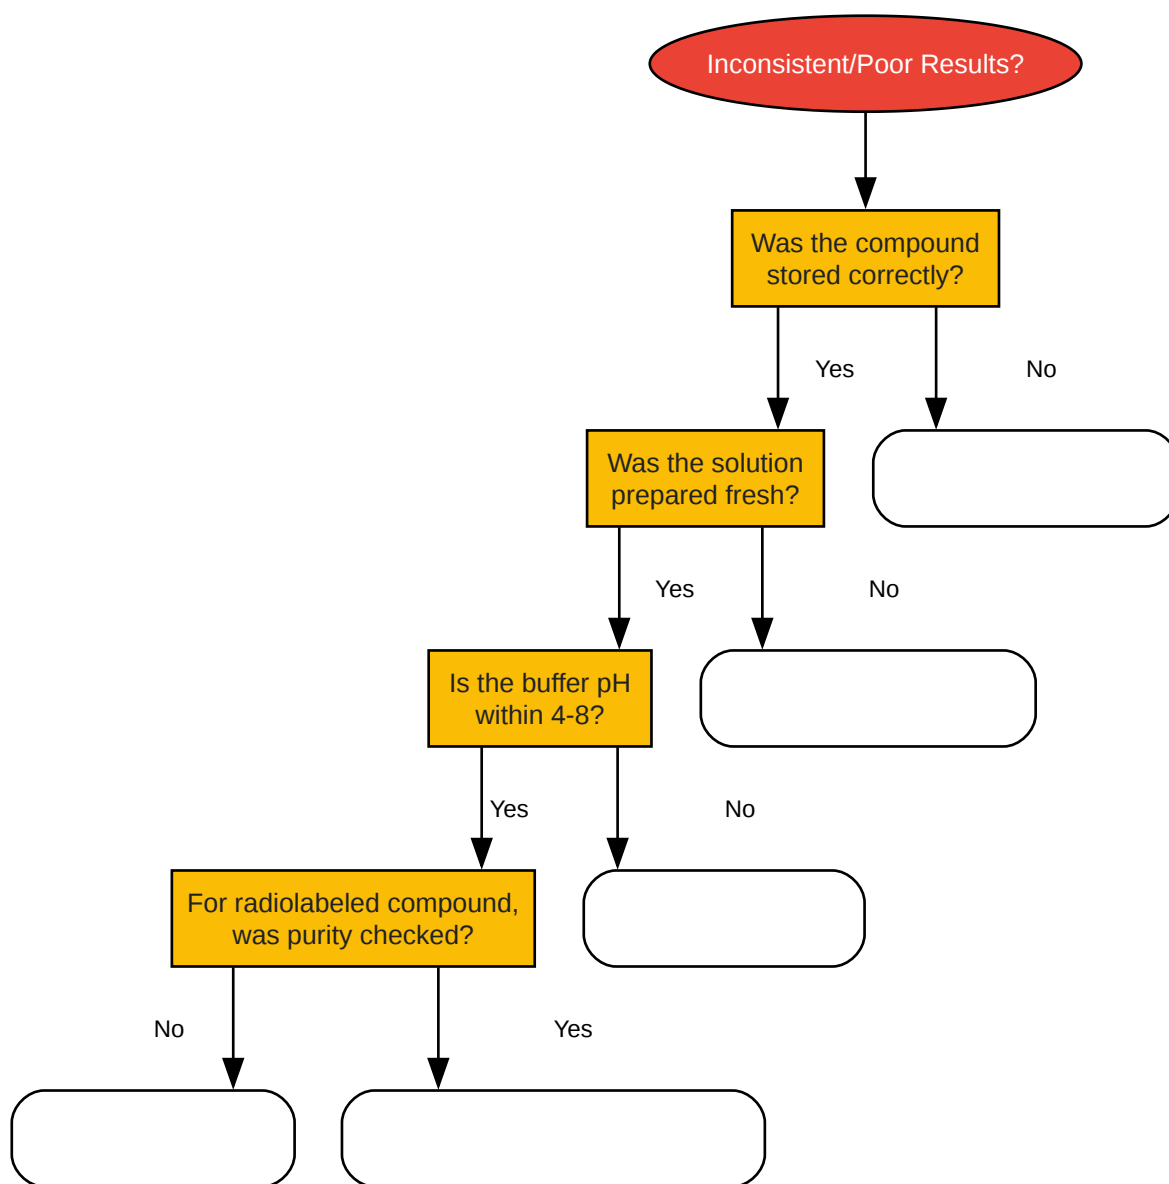 Inconsistent/Poor Results?
Was the compound
stored correctly?
Yes
No
Was the solution
prepared fresh?
Yes
No
Is the buffer pH
within 4-8?
Yes
No
For radiolabeled compound,
was purity checked?
No
Yes